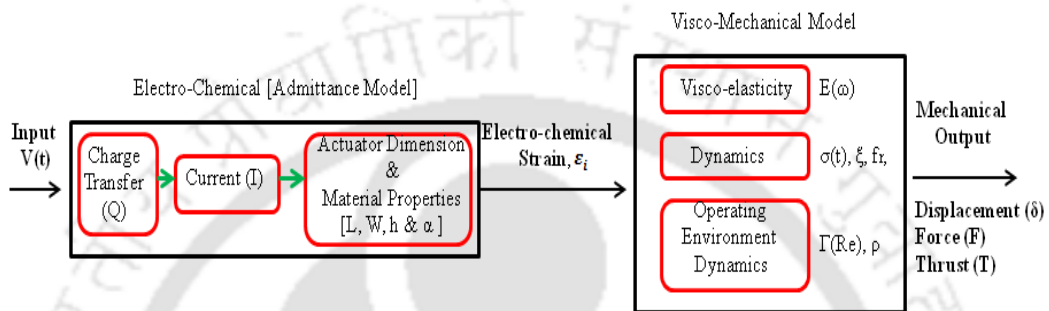 Visco-Mechanical Model
Electro-Chemical [Admittance Model]
Input
V(t)
Charge
Transfer
(Q)
Current (I)
Actuator Dimension
&
Material Properties
[L, W, h & α ]
Electro-chemical
Strain, εi
Visco-elasticity
E(ω)
Dynamics
σ(t), ξ, fr,
Operating
Environment
Dynamics
Γ(Re), ρ
Mechanical
Output
Displacement (δ)
Force (F)
Thrust (T)